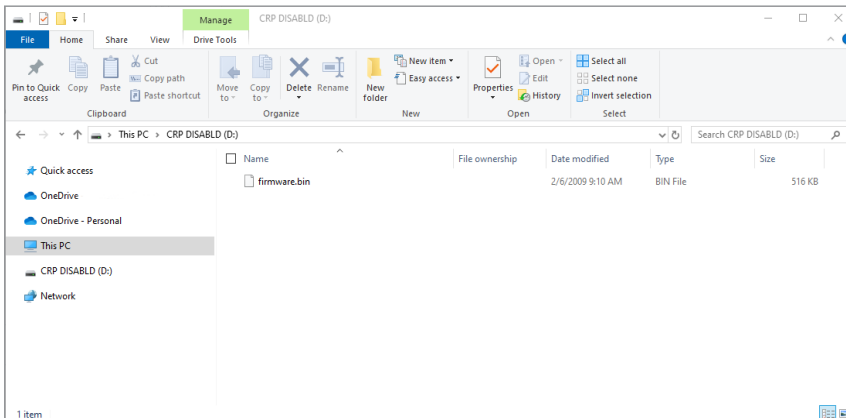 Manage
CRP DISABLD (D:)
File
Home
Share
View
Drive Tools
Pin to Quick access
Copy
Paste
Cut
Copy path
Paste shortcut
Clipboard
Move to
Copy to
Delete
Rename
Organize
New folder
New item
Easy access
New
Properties
Open
Edit
History
Open
Select all
Select none
Invert selection
Select
This PC > CRP DISABLD (D:)
Search CRP DISABLD (D:)
Name
File ownership
Date modified
Type
Size
firmware.bin
2/6/2009 9:10 AM
BIN File
516 KB
Quick access
OneDrive
OneDrive - Personal
This PC
CRP DISABLD (D:)
Network
1 item